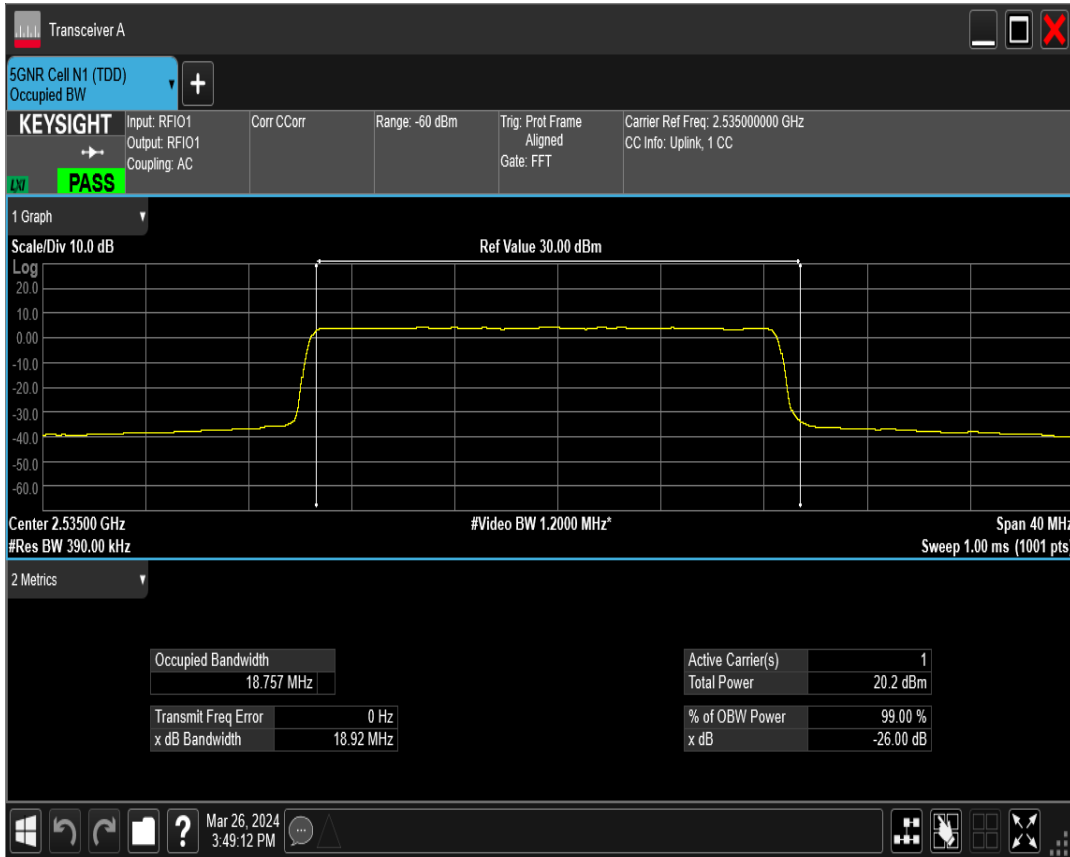 Transceiver A
5GNR Cell N1 (TDD)
Occupied BW
+
KEYSIGHT
LXI
PASS
Input: RFIO1
Output: RFIO1
Coupling: AC
Corr CCorr
Range: -60 dBm
Trig: Prot Frame
Aligned
Gate: FFT
Carrier Ref Freq: 2.535000000 GHz
CC Info: Uplink, 1 CC
1 Graph
Scale/Div 10.0 dB
Ref Value 30.00 dBm
Log
20.0
10.0
0.00
-10.0
-20.0
-30.0
-40.0
-50.0
-60.0
Center 2.53500 GHz
#Video BW 1.2000 MHz*
Span 40 MHz
#Res BW 390.00 kHz
Sweep 1.00 ms (1001 pts)
2 Metrics
Occupied Bandwidth
18.757 MHz
Transmit Freq Error 0 Hz
x dB Bandwidth 18.92 MHz
Active Carrier(s) 1
Total Power 20.2 dBm
% of OBW Power 99.00 %
x dB -26.00 dB
?
Mar 26, 2024
3:49:12 PM